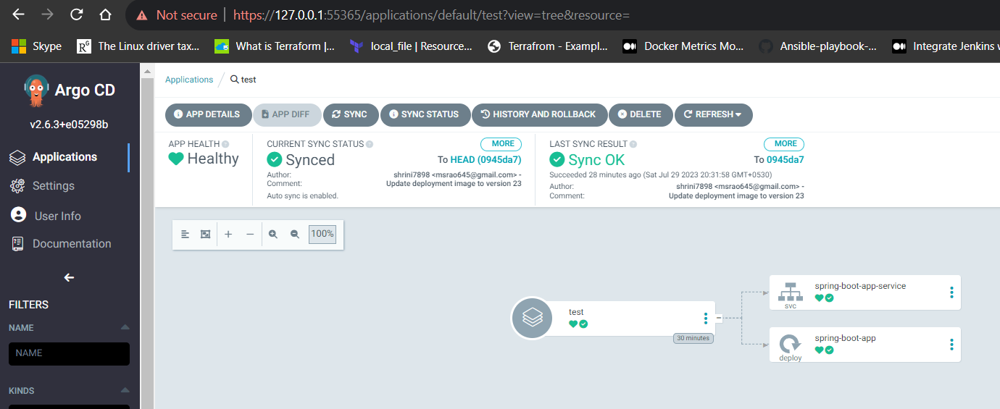 Not secure https://127.0.0.1:55365/applications/default/test?view=tree&resource=
Skype The Linux driver tax... What is Terraform |... local_file | Resource... Terrafrom - Exampl... Docker Metrics Mo... Ansible-playbook-... Integrate Jenkins w
Argo CD
v2.6.3+e05298b
Applications
Settings
User Info
Documentation
FILTERS
NAME
NAME
KINDS
Applications / test
APP DETAILS APP DIFF SYNC SYNC STATUS HISTORY AND ROLLBACK DELETE REFRESH
APP HEALTH
Healthy
CURRENT SYNC STATUS MORE
Synced To HEAD (0945da7)
Author: shrini7898 <msrao645@gmail.com> -
Comment: Update deployment image to version 23
Auto sync is enabled.
LAST SYNC RESULT MORE
Sync OK To 0945da7
Succeeded 28 minutes ago (Sat Jul 29 2023 20:31:58 GMT+0530)
Author: shrini7898 <msrao645@gmail.com> -
Comment: Update deployment image to version 23
100%
test
30 minutes
spring-boot-app-service
svc
spring-boot-app
deploy